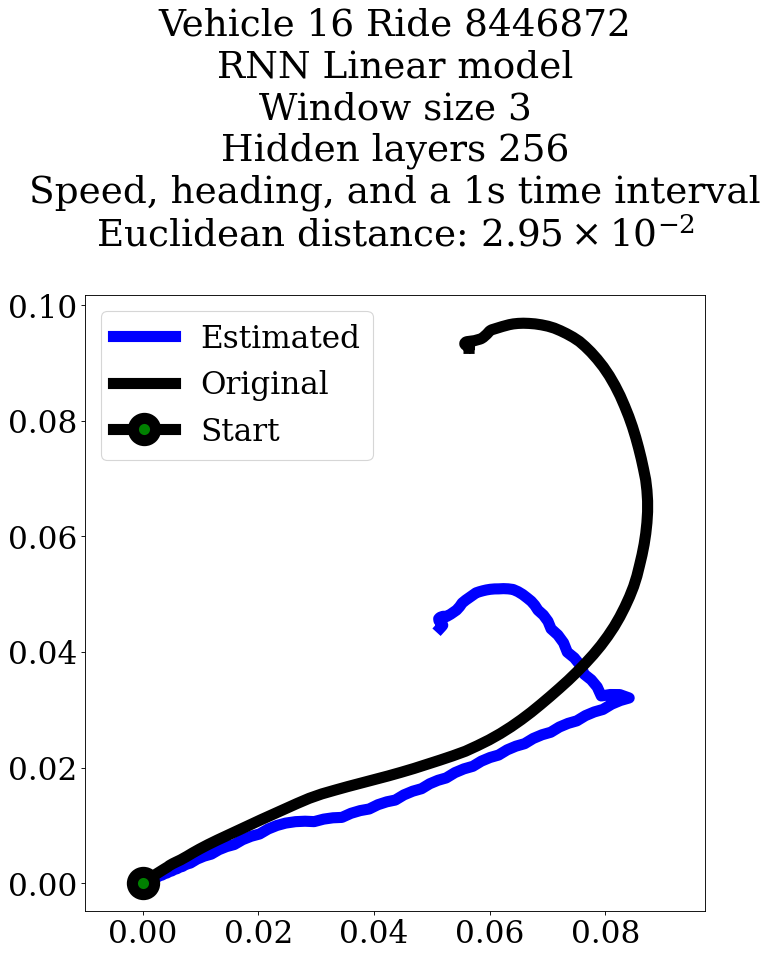 Vehicle 16 Ride 8446872
RNN Linear model
Window size 3
Hidden layers 256
Speed, heading, and a 1s time interval
Euclidean distance: 2.95 × 10⁻²
0.10
0.08
0.06
0.04
0.02
0.00
Estimated
Original
Start
0.00 0.02 0.04 0.06 0.08